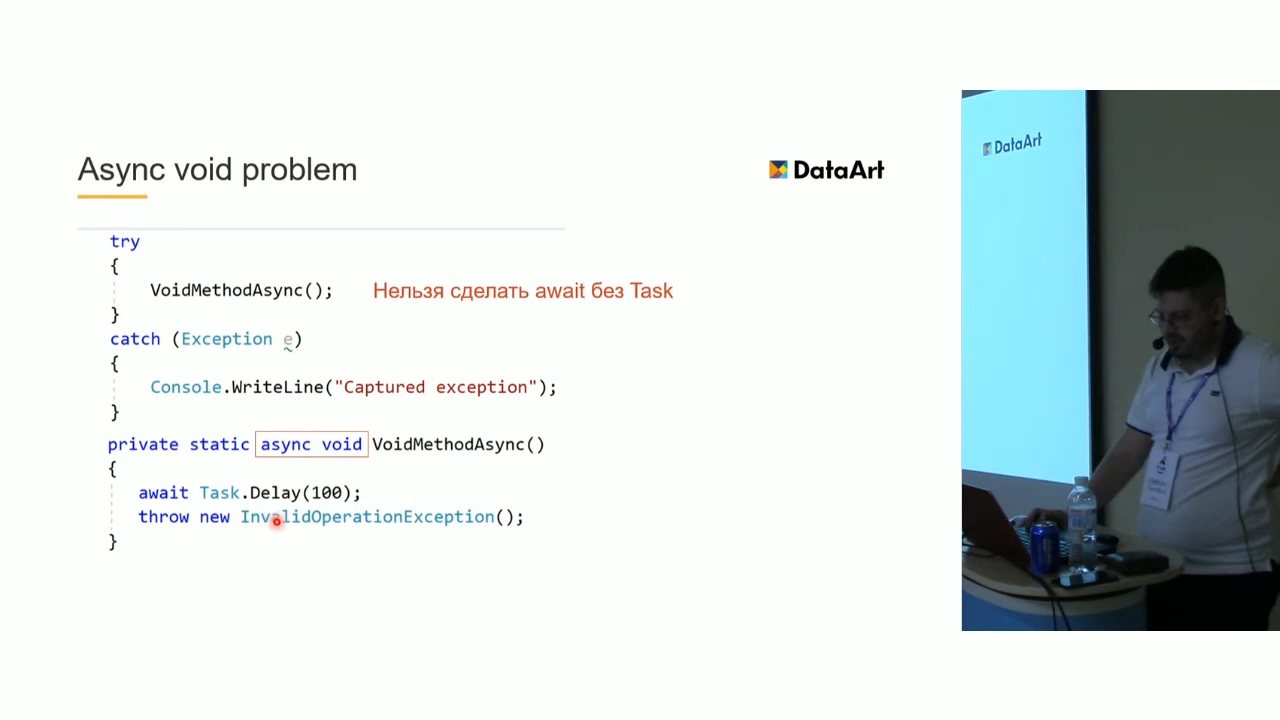 Async void problem
DataArt
try
{
VoidMethodAsync(); Нельзя сделать await без Task
}
catch (Exception e)
{
Console.WriteLine("Captured exception");
}
private static async void VoidMethodAsync()
{
await Task.Delay(100);
throw new InvalidOperationException();
}
DataArt